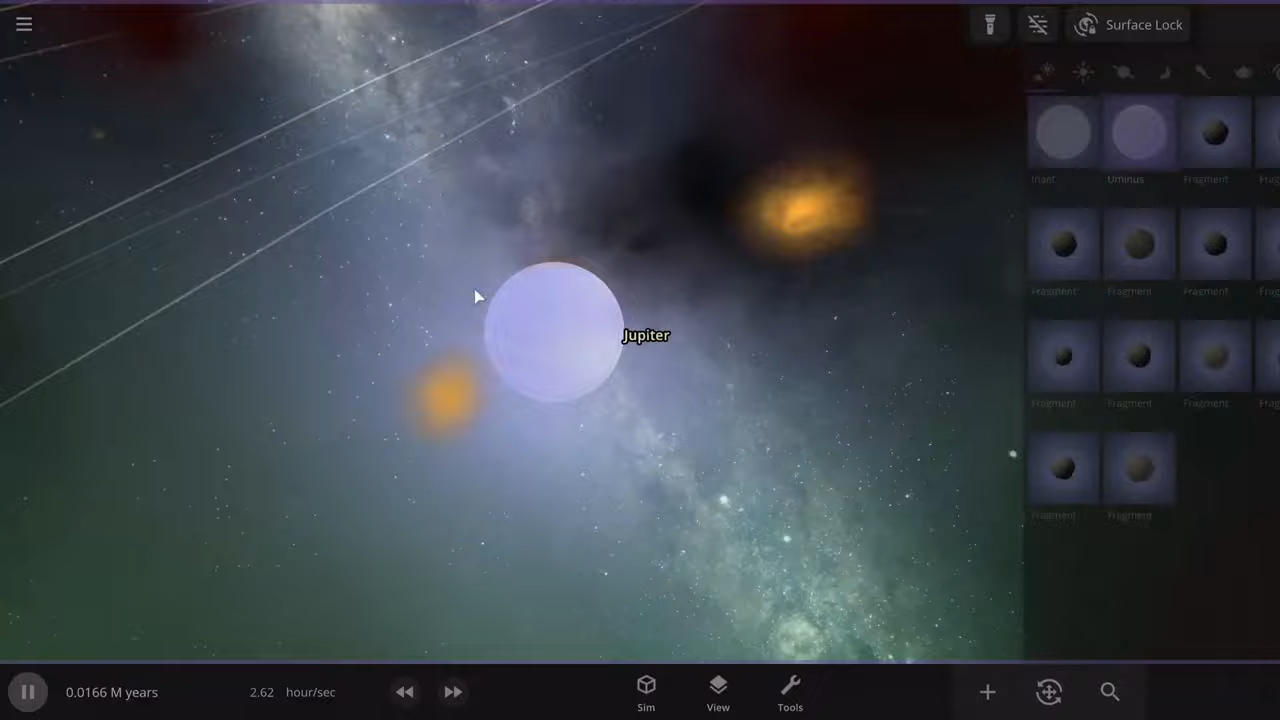 Surface Lock
Uminus
Fragment
Fragment
Fragment
Fragment
Jupiter
Fragment
Fragment
Fragment
Fragment
Fragment
0.0166 M years
2.62 hour/sec
Sim
View
Tools